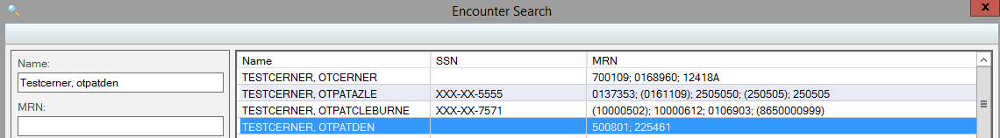 Encounter Search
x
Name:
Testcerner, otpatden
MRN:
Name SSN MRN
TESTCERNER, OTCERNER 700109; 0168960; 12418A
TESTCERNER, OTPATAZLE XXX-XX-5555 0137353; (0161109); 2505050; (250505); 250505
TESTCERNER, OTPATCLEBURNE XXX-XX-7571 (10000502); 10000612; 0106903; (8650000999)
TESTCERNER, OTPATDEN 500801; 225461